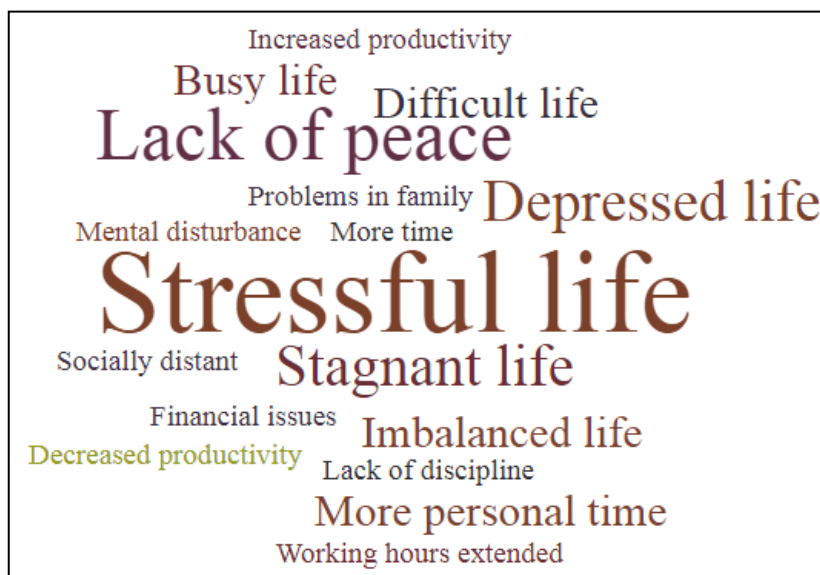 Increased productivity
Busy life
Difficult life
Lack of peace
Problems in family
Depressed life
Mental disturbance
More time
Stressful life
Socially distant
Stagnant life
Financial issues
Imbalanced life
Decreased productivity
Lack of discipline
More personal time
Working hours extended